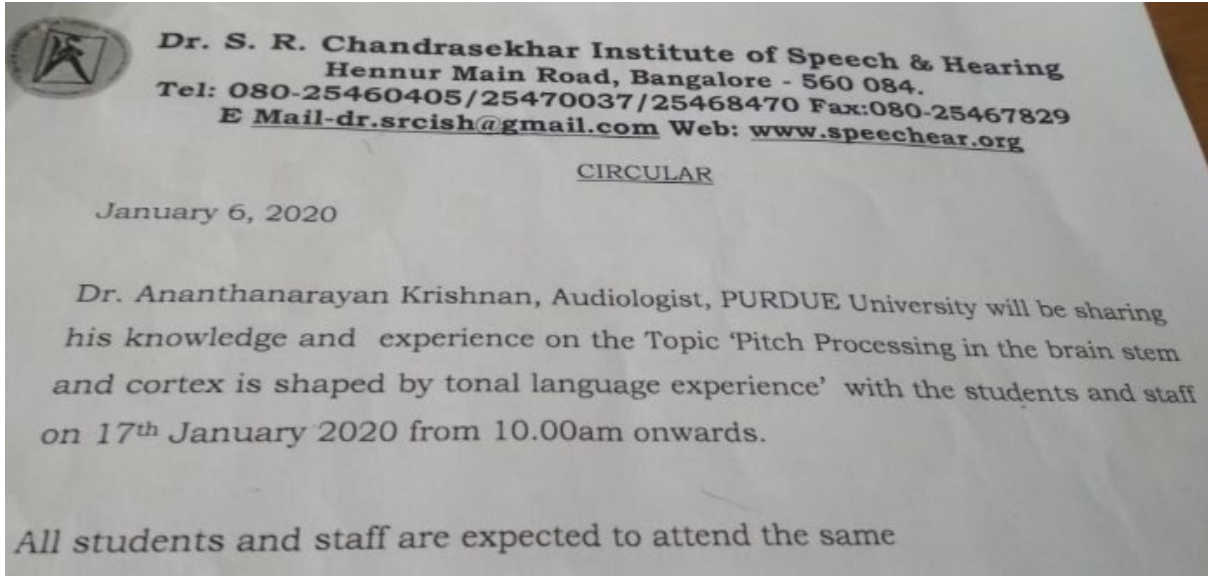 Dr. S. R. Chandrasekhar Institute of Speech & Hearing
Hennur Main Road, Bangalore - 560 084.
Tel: 080-25460405/25470037/25468470 Fax:080-25467829
E Mail-dr.srcish@gmail.com Web: www.speechear.org
CIRCULAR
January 6, 2020
Dr. Ananthanarayan Krishnan, Audiologist, PURDUE University will be sharing
his knowledge and experience on the Topic ‘Pitch Processing in the brain stem
and cortex is shaped by tonal language experience’ with the students and staff
on 17th January 2020 from 10.00am onwards.
All students and staff are expected to attend the same